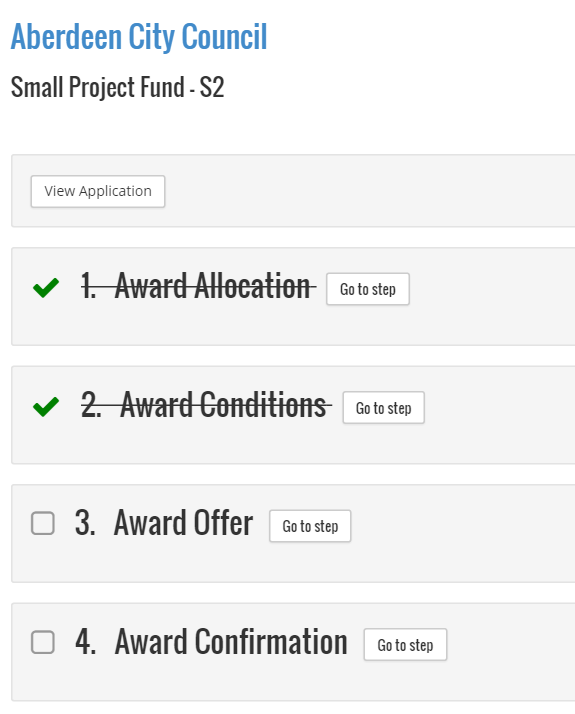 Aberdeen City Council
Small Project Fund - S2
View Application
1. Award Allocation Go to step
2. Award Conditions Go to step
3. Award Offer Go to step
4. Award Confirmation Go to step